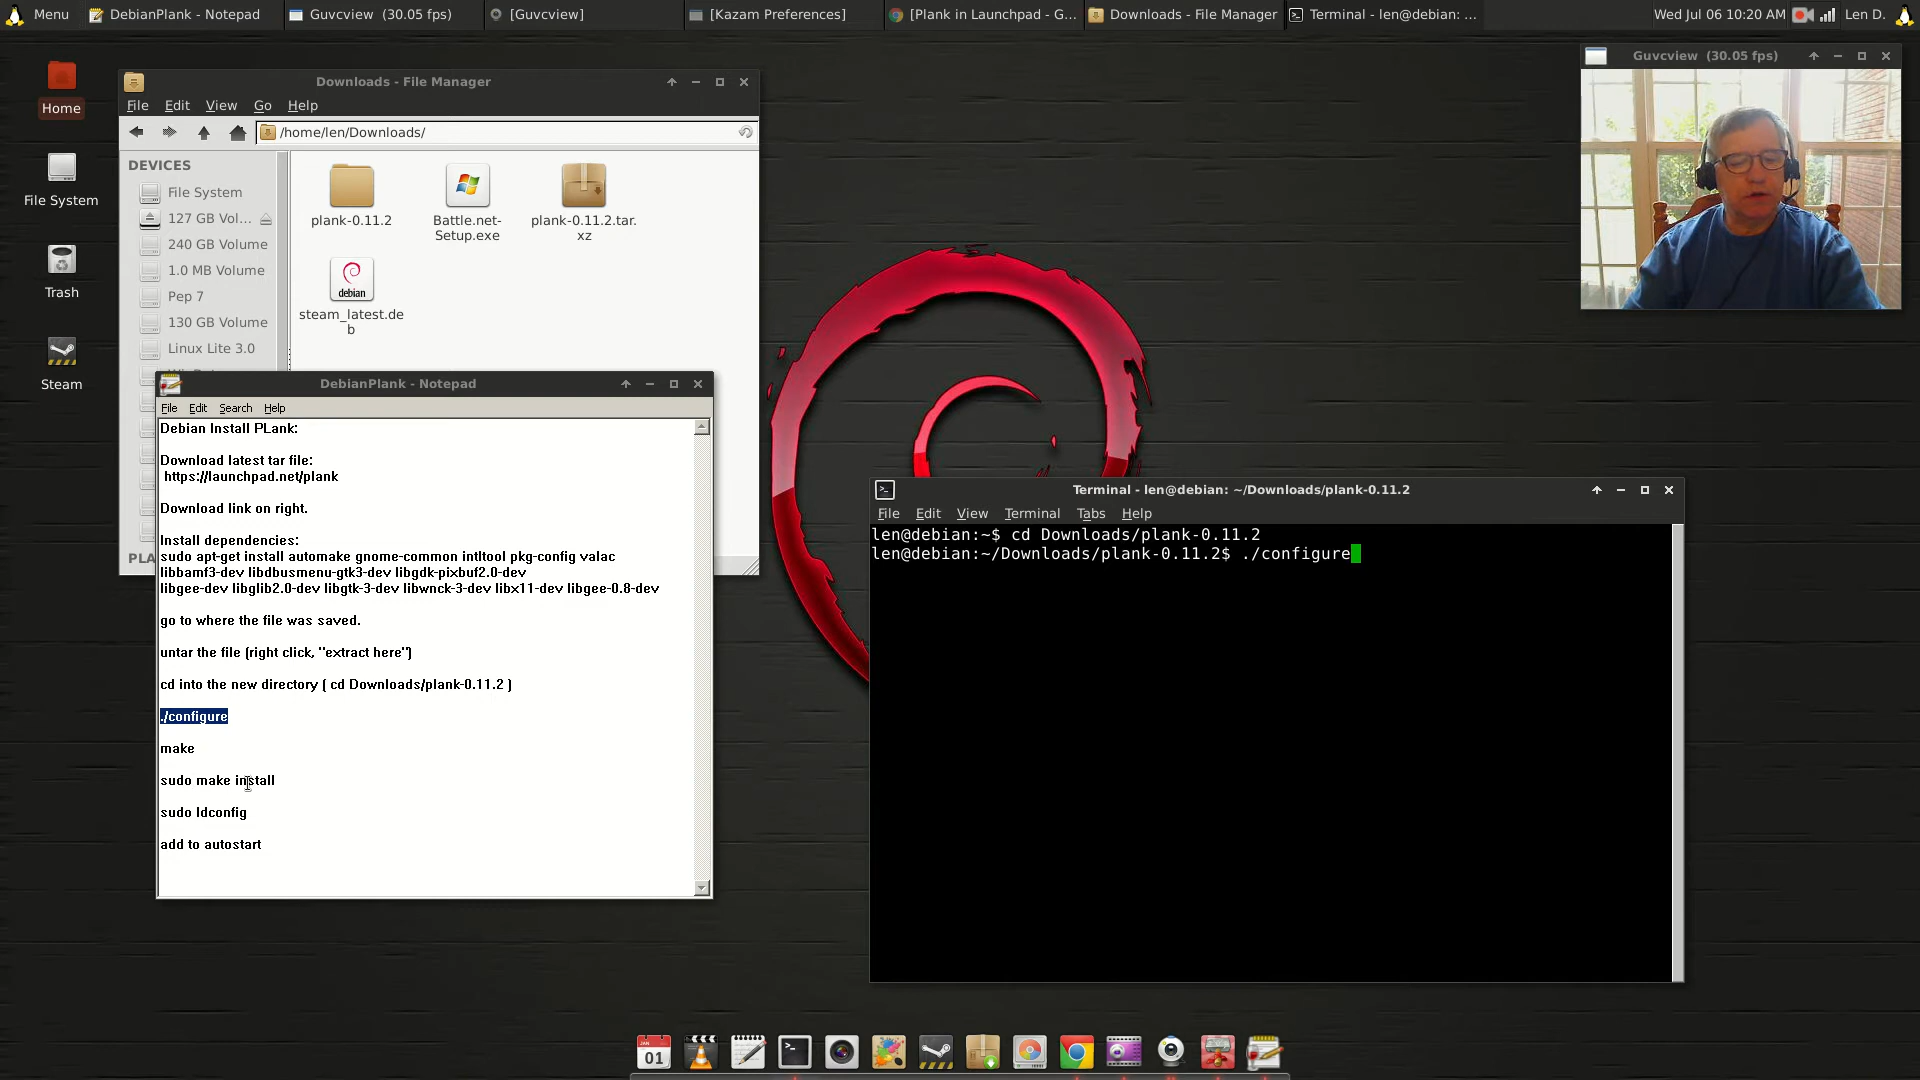 Menu
DebianPlank - Notepad
Guvcview (30.05 fps)
[Guvcview]
[Kazam Preferences]
[Plank in Launchpad - G...
Downloads - File Manager
Terminal - len@debian: ...
Wed Jul 06 10:20 AM
Len D.
Home
File System
Trash
Steam
Downloads - File Manager
File Edit View Go Help
/home/len/Downloads/
DEVICES
File System
127 GB Vol...
240 GB Volume
1.0 MB Volume
Pep 7
130 GB Volume
Linux Lite 3.0
PLA
plank-0.11.2
Battle.net-
Setup.exe
plank-0.11.2.tar.
xz
debian
steam_latest.de
b
DebianPlank - Notepad
File Edit Search Help
Debian Install PLank:
Download latest tar file:
https://launchpad.net/plank
Download link on right.
Install dependencies:
sudo apt-get install automake gnome-common intltool pkg-config valac
libbamf3-dev libdbusmenu-gtk3-dev libgdk-pixbuf2.0-dev
libgee-dev libglib2.0-dev libgtk-3-dev libwnck-3-dev libx11-dev libgee-0.8-dev
go to where the file was saved.
untar the file (right click, "extract here")
cd into the new directory ( cd Downloads/plank-0.11.2 )
./configure
make
sudo make install
sudo ldconfig
add to autostart
Guvcview (30.05 fps)
Terminal - len@debian: ~/Downloads/plank-0.11.2
File Edit View Terminal Tabs Help
len@debian:~$ cd Downloads/plank-0.11.2
len@debian:~/Downloads/plank-0.11.2$ ./configure
01